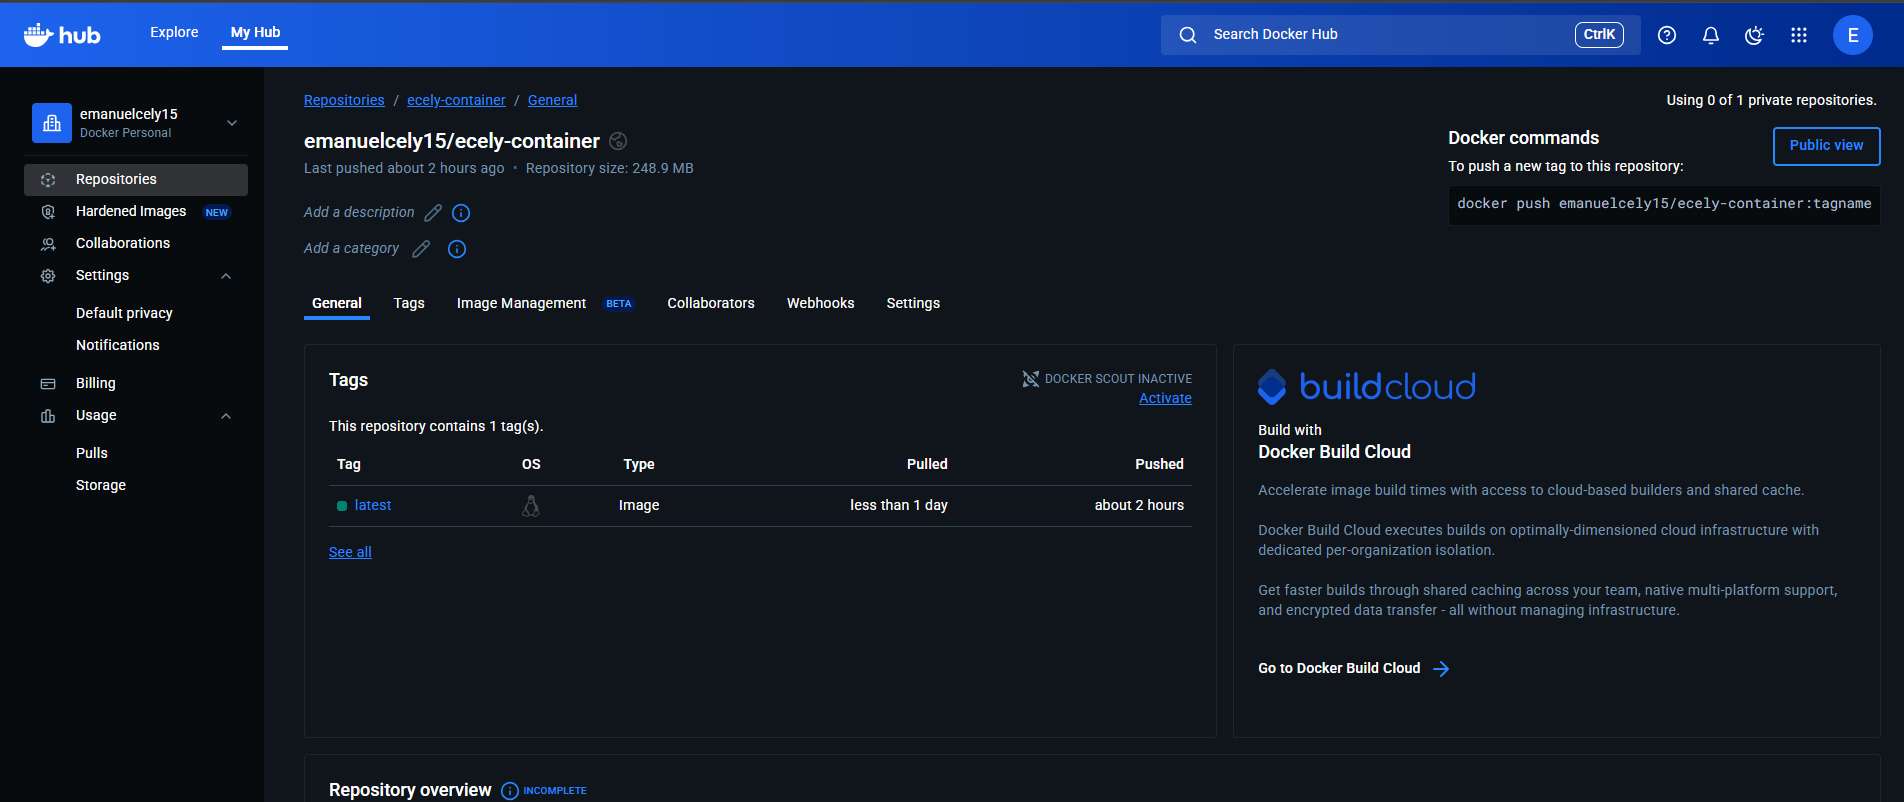 hub
Explore
My Hub
Search Docker Hub
CtrlK
E
emanuelcely15
Docker Personal
Repositories
Hardened Images NEW
Collaborations
Settings
Default privacy
Notifications
Billing
Usage
Pulls
Storage
Repositories / ecely-container / General
Using 0 of 1 private repositories.
emanuelcely15/ecely-container
Last pushed about 2 hours ago • Repository size: 248.9 MB
Add a description
Add a category
Docker commands
Public view
To push a new tag to this repository:
docker push emanuelcely15/ecely-container:tagname
General Tags Image Management BETA Collaborators Webhooks Settings
Tags
DOCKER SCOUT INACTIVE
Activate
This repository contains 1 tag(s).
Tag OS Type Pulled Pushed
latest Image less than 1 day about 2 hours
See all
buildcloud
Build with
Docker Build Cloud
Accelerate image build times with access to cloud-based builders and shared cache.
Docker Build Cloud executes builds on optimally-dimensioned cloud infrastructure with
dedicated per-organization isolation.
Get faster builds through shared caching across your team, native multi-platform support,
and encrypted data transfer - all without managing infrastructure.
Go to Docker Build Cloud
Repository overview INCOMPLETE